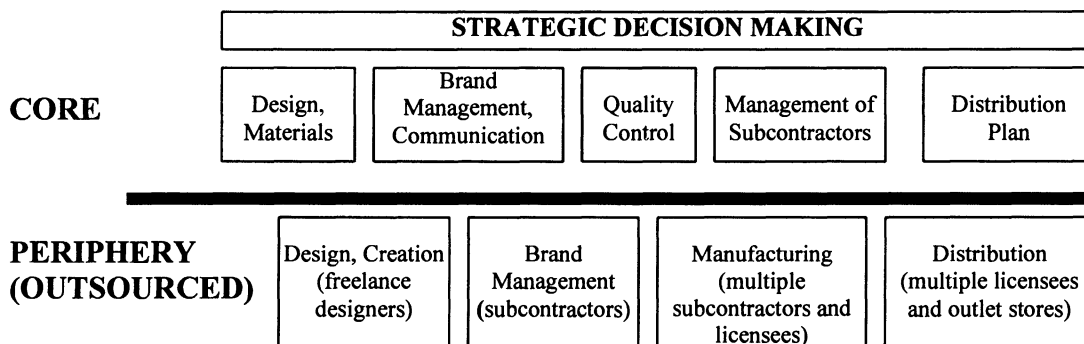 STRATEGIC DECISION MAKING
CORE
Design,
Materials
Brand
Management,
Communication
Quality
Control
Management of
Subcontractors
Distribution
Plan
PERIPHERY
(OUTSOURCED)
Design, Creation
(freelance
designers)
Brand
Management
(subcontractors)
Manufacturing
(multiple
subcontractors and
licensees)
Distribution
(multiple licensees
and outlet stores)